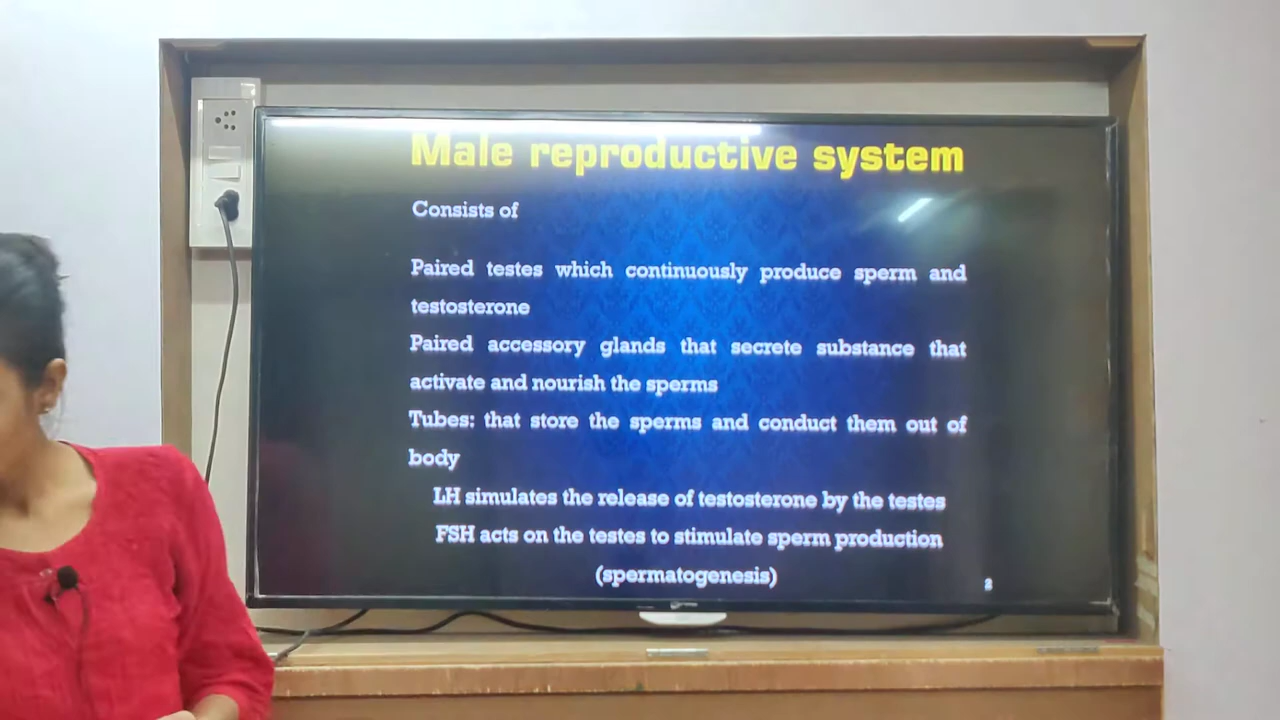 Male reproductive system
Consists of
Paired testes which continuously produce sperm and
testosterone
Paired accessory glands that secrete substance that
activate and nourish the sperms
Tubes: that store the sperms and conduct them out of
body
LH simulates the release of testosterone by the testes
FSH acts on the testes to stimulate sperm production
(spermatogenesis)
2